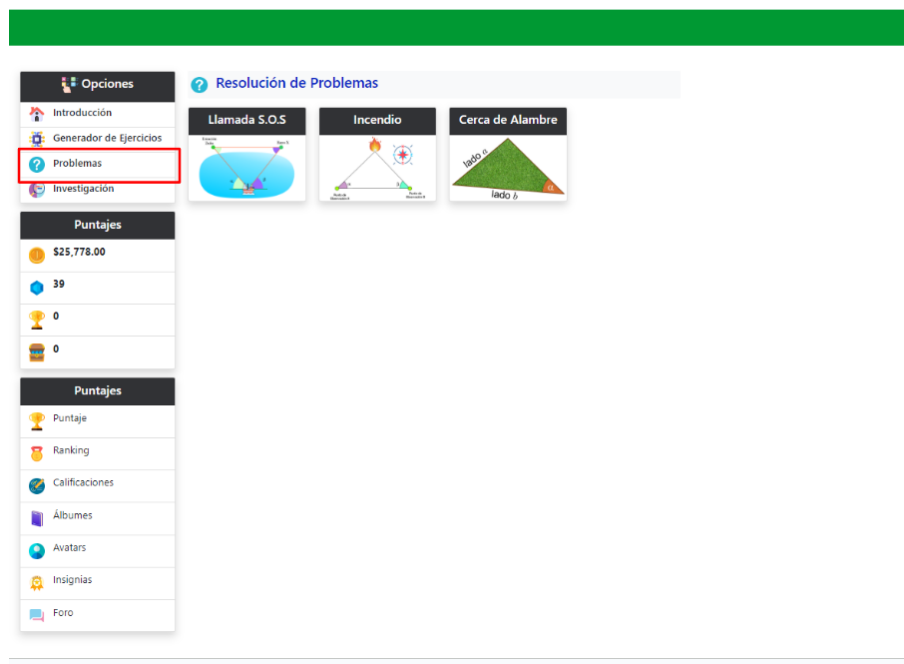 Opciones
Introducción
Generador de Ejercicios
Problemas
Investigación
Puntajes
$25,778.00
39
0
0
Puntajes
Puntaje
Ranking
Calificaciones
Álbumes
Avatars
Insignias
Foro
Resolución de Problemas
Llamada S.O.S
Incendio
Cerca de Alambre
lado a
lado b
α